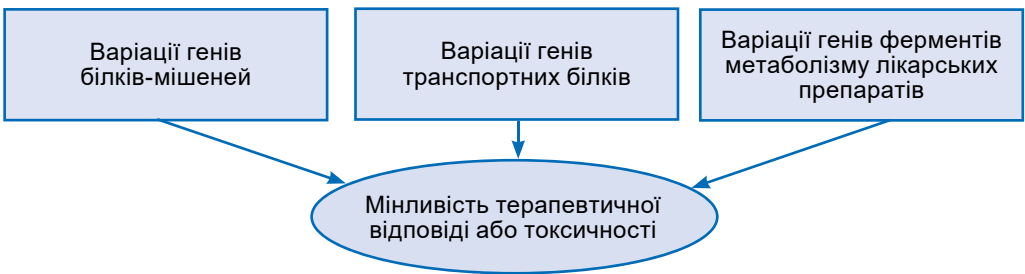 Варіації генів
білків-мішеней
Варіації генів
транспортних білків
Варіації генів ферментів
метаболізму лікарських
препаратів
Мінливість терапевтичної
відповіді або токсичності